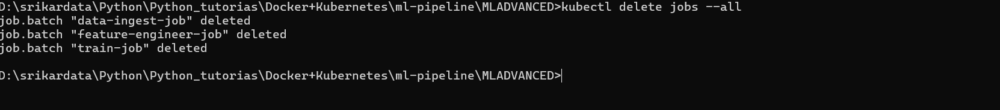 D:\srikardata\Python\Python_tutorias\Docker+Kubernetes\ml-pipeline\MLADVANCED>kubectl delete jobs --all
job.batch "data-ingest-job" deleted
job.batch "feature-engineer-job" deleted
job.batch "train-job" deleted
D:\srikardata\Python\Python_tutorias\Docker+Kubernetes\ml-pipeline\MLADVANCED>